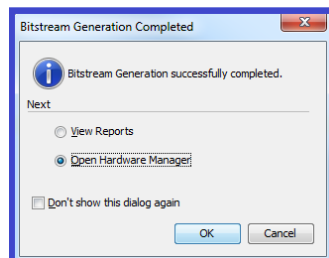 Bitstream Generation Completed
Bitstream Generation successfully completed.
Next
View Reports
Open Hardware Manager
Don't show this dialog again
OK
Cancel